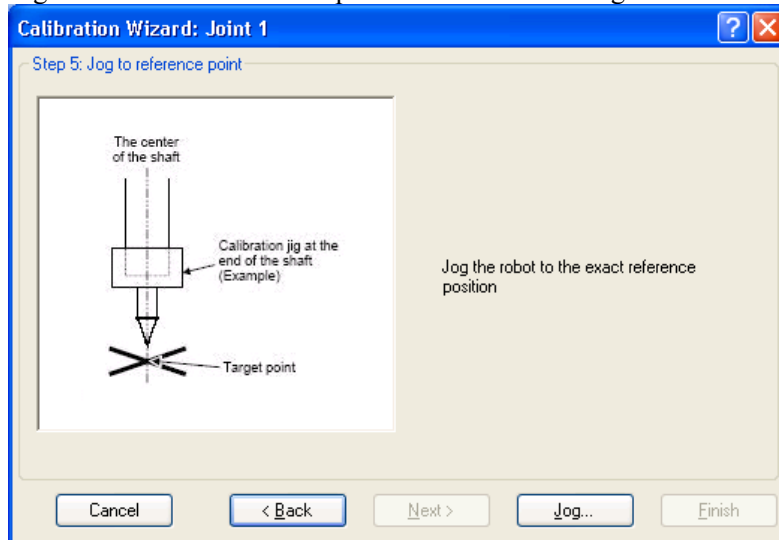 Calibration Wizard: Joint 1
Step 5: Jog to reference point
The center
of the shaft
Calibration jig at the
end of the shaft
(Example)
Target point
Jog the robot to the exact reference
position
Cancel
< Back
Next >
Jog...
Finish